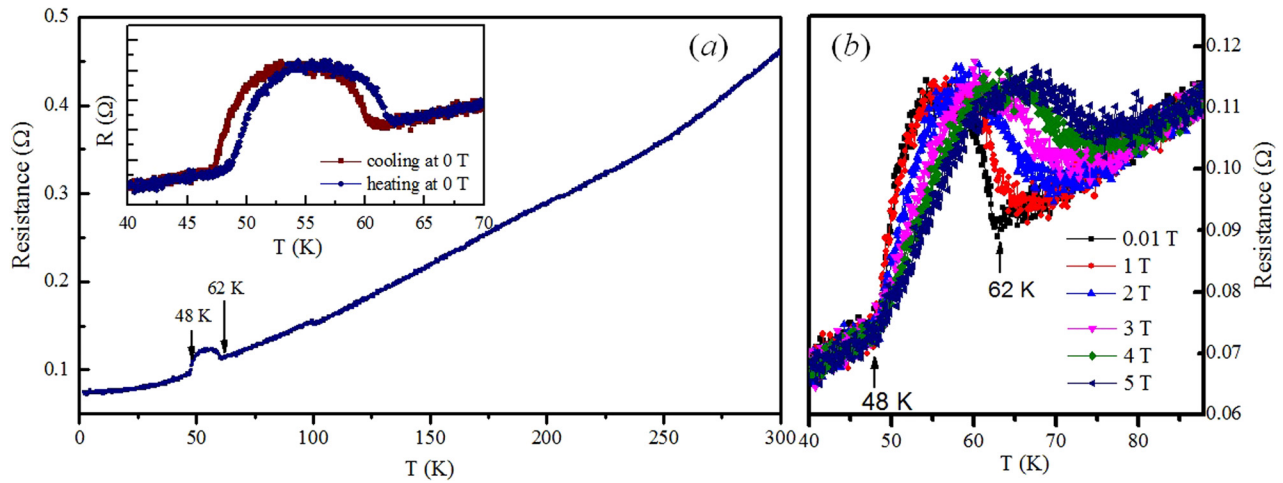 (a)
Resistance (Ω)
0.5
0.4
0.3
0.2
0.1
R (Ω)
cooling at 0 T
heating at 0 T
40 45 50 55 60 65 70
T (K)
48 K
62 K
0 50 100 150 200 250 300
T (K)
(b)
0.12
0.11
0.10
0.09
0.08
0.07
0.06
Resistance (Ω)
0.01 T
1 T
2 T
3 T
4 T
5 T
62 K
48 K
40 50 60 70 80
T (K)